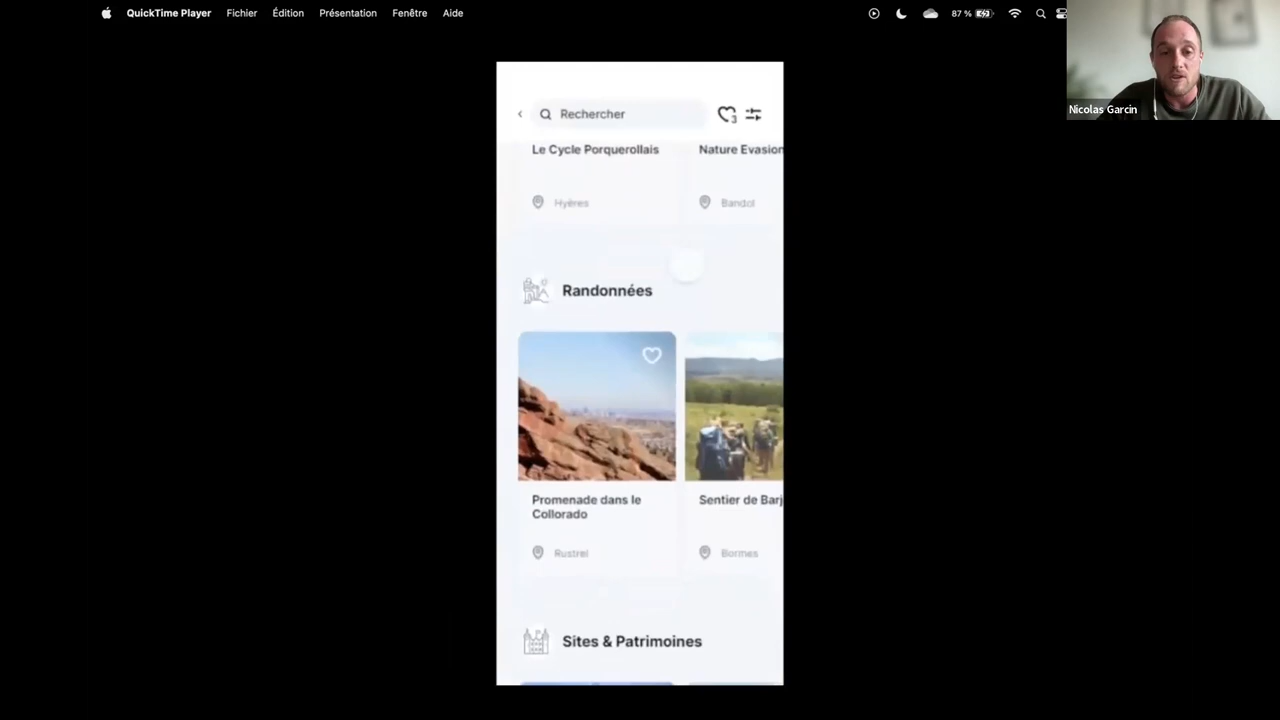 QuickTime Player Fichier Édition Présentation Fenêtre Aide 87 %
Nicolas Garcin
Rechercher 3
Le Cycle Porquerollais Nature Evasion
Hyères Bandol
Randonnées
Promenade dans le
Collorado
Sentier de Barj
Rustrel Bormes
Sites & Patrimoines